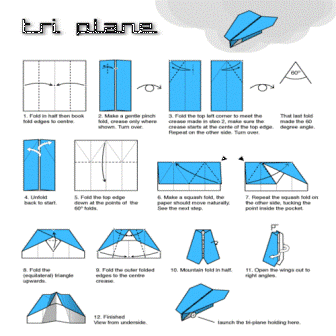 tri plane
1. Fold in half then book
fold edges to centre.
2. Make a gentle pinch
fold, crease only where
shown. Turn over.
3. Fold the top left corner to meet the
crease made in step 2, make sure the
crease starts at the cente of the top edge.
Repeat on the other side. Turn over.
60°
That last fold
made the 60
degree angle.
4. Unfold
back to start.
5. Fold the top edge
down at the points of the
60° folds.
6. Make a squash fold, the
paper should move naturally.
See the next step.
7. Repeat the squash fold on
the other side, tucking the
point inside the pocket.
8. Fold the
(equilateral) triangle
upwards.
9. Fold the outer folded
edges to the centre
crease.
10. Mountain fold in half.
11. Open the wings out to
right angles.
12. Finished
View from underside.
launch the tri-plane holding here.